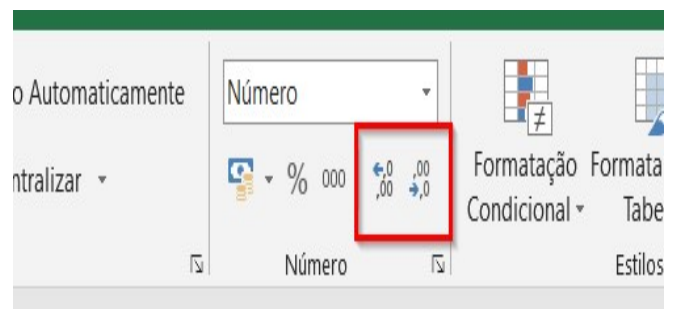 o Automaticamente
Número
ntralizar
% 000
,0
,00
,00
,0
Formatação
Condicional
Formata
Tabe
Número
Estilos